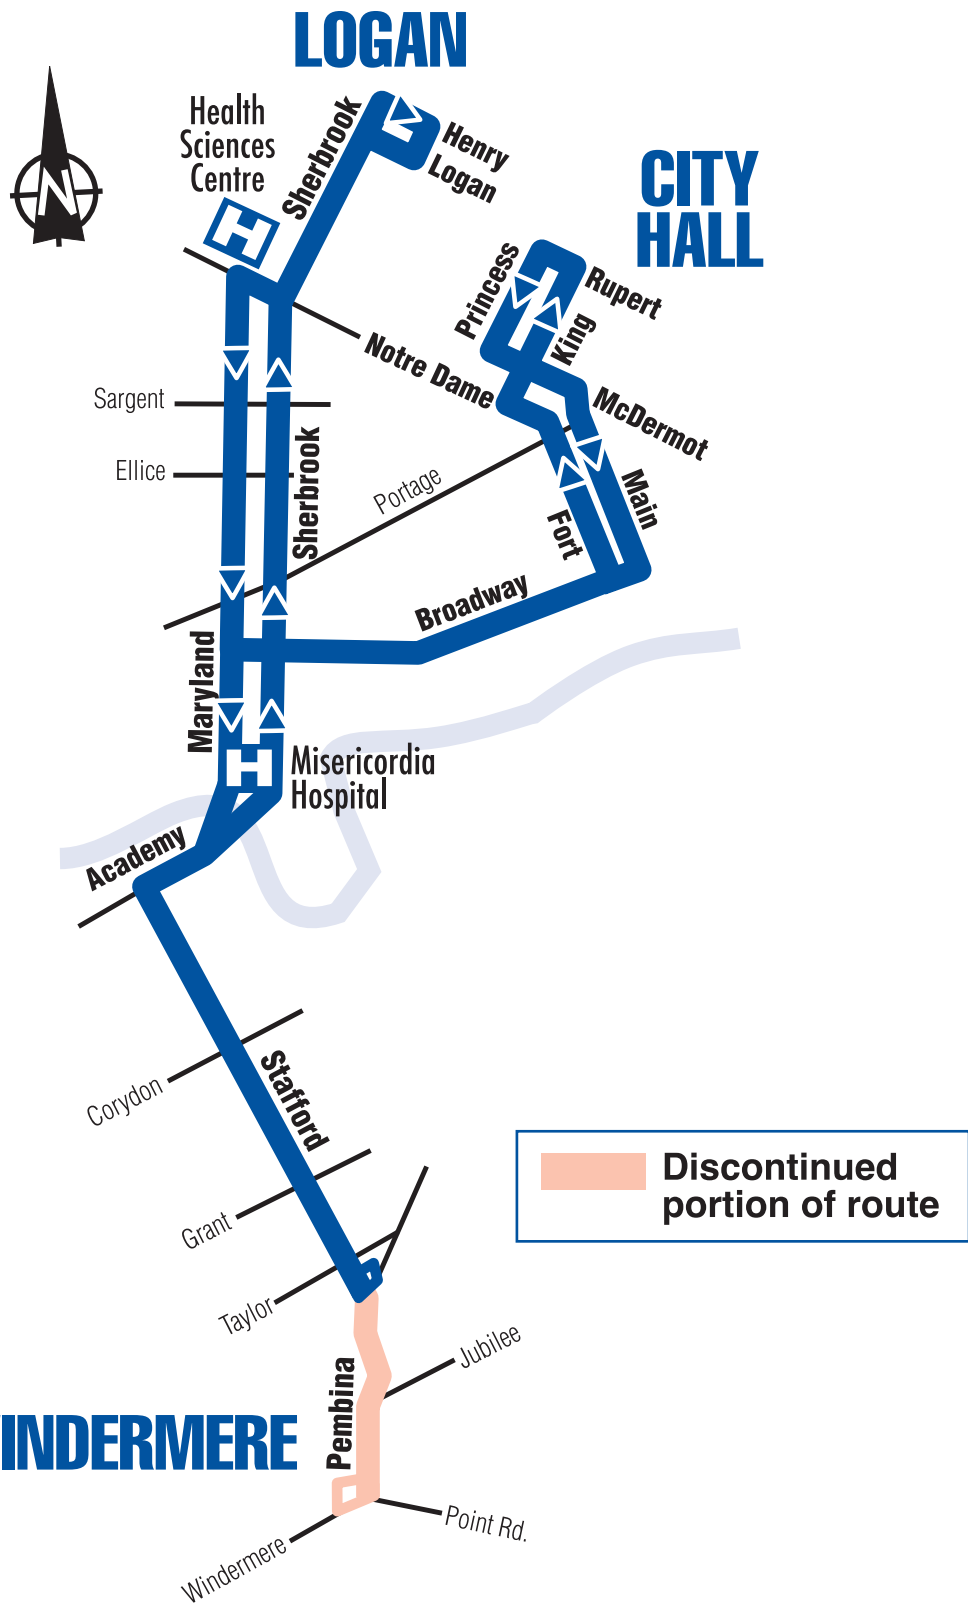 LOGAN
Health
Sciences
Centre
Sherbrook
Henry
Logan
CITY
HALL
N
H
Princess
Rupert
King
Notre Dame
McDermot
Sargent
Ellice
Sherbrook
Portage
Main
Fort
Broadway
Maryland
H
Misericordia
Hospital
Academy
Stafford
Corydon
Grant
Taylor
Discontinued
portion of route
Jubilee
Pembina
INDERMERE
Point Rd.
Windermere